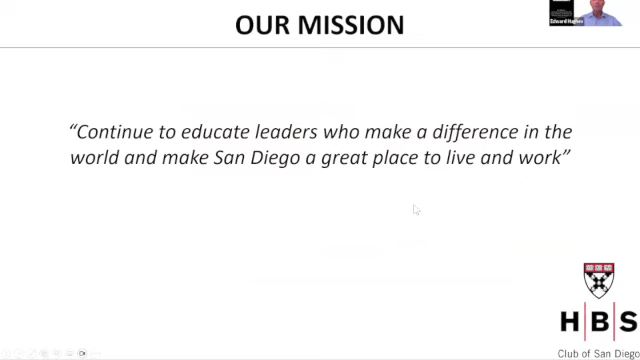 OUR MISSION
Edward Hughes
“Continue to educate leaders who make a difference in the
world and make San Diego a great place to live and work”
H|B|S
Club of San Diego